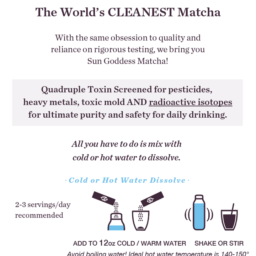 The World's CLEANEST Matcha
With the same obsession to quality and
reliance on rigorous testing, we bring you
Sun Goddess Matcha!
Quadruple Toxin Screened for pesticides,
heavy metals, toxic mold AND radioactive isotopes
for ultimate purity and safety for daily drinking.
All you have to do is mix with
cold or hot water to dissolve.
· Cold or Hot Water Dissolve ·
2-3 servings/day
recommended
ADD TO 12oz COLD / WARM WATER SHAKE OR STIR
Avoid boiling water! Ideal hot water temperature is 140-150°